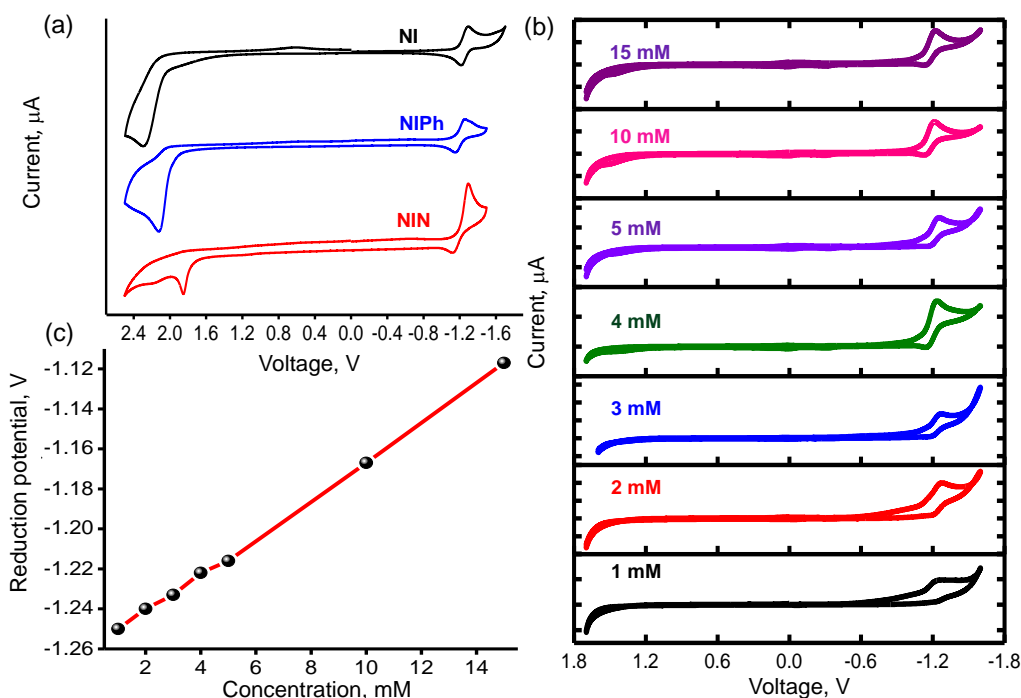 (a)
NI
NIPh
NIN
Current, μA
2.4 2.0 1.6 1.2 0.8 0.4 0.0 -0.4 -0.8 -1.2 -1.6
Voltage, V
(b)
15 mM
10 mM
5 mM
4 mM
3 mM
2 mM
1 mM
Current, μA
1.8 1.2 0.6 0.0 -0.6 -1.2 -1.8
Voltage, V
(c)
-1.12
-1.14
-1.16
-1.18
-1.20
-1.22
-1.24
-1.26
Reduction potential, V
2 4 6 8 10 12 14
Concentration, mM